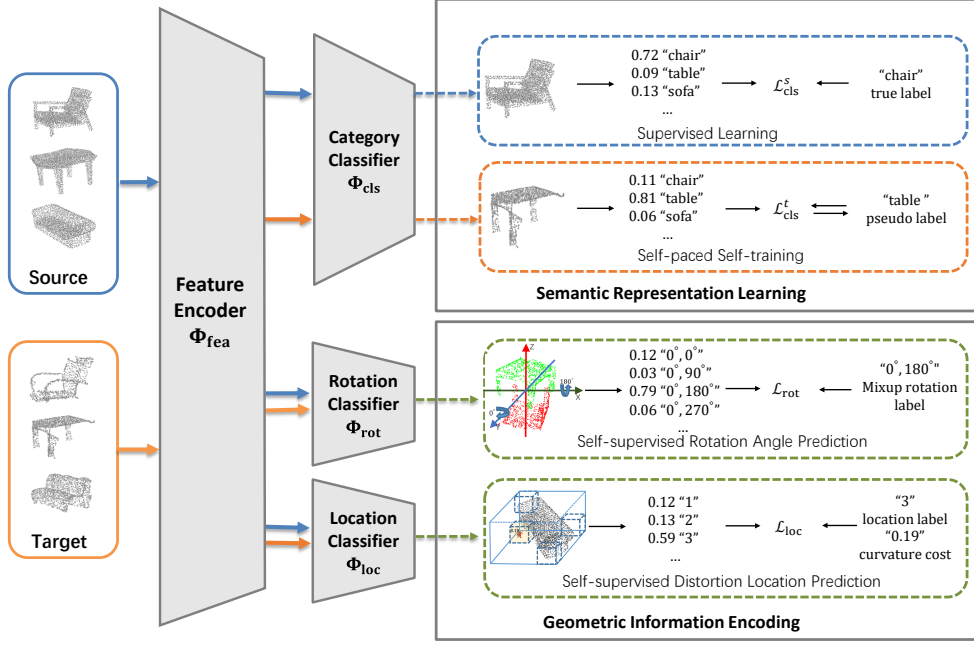 Source
Target
Feature
Encoder
Φfea
Category
Classifier
Φcls
Rotation
Classifier
Φrot
Location
Classifier
Φloc
0.72 “chair”
0.09 “table”
0.13 “sofa”
...
ℒˢcls
“chair”
true label
Supervised Learning
0.11 “chair”
0.81 “table”
0.06 “sofa”
...
ℒᵗcls
“table ”
pseudo label
Self-paced Self-training
Semantic Representation Learning
Z
X
180°
0°
0.12 “0°, 0°”
0.03 “0°, 90°”
0.79 “0°, 180°”
0.06 “0°, 270°”
...
ℒrot
“0°, 180°”
Mixup rotation
label
Self-supervised Rotation Angle Prediction
0.12 “1”
0.13 “2”
0.59 “3”
...
ℒloc
“3”
location label
“0.19”
curvature cost
Self-supervised Distortion Location Prediction
Geometric Information Encoding